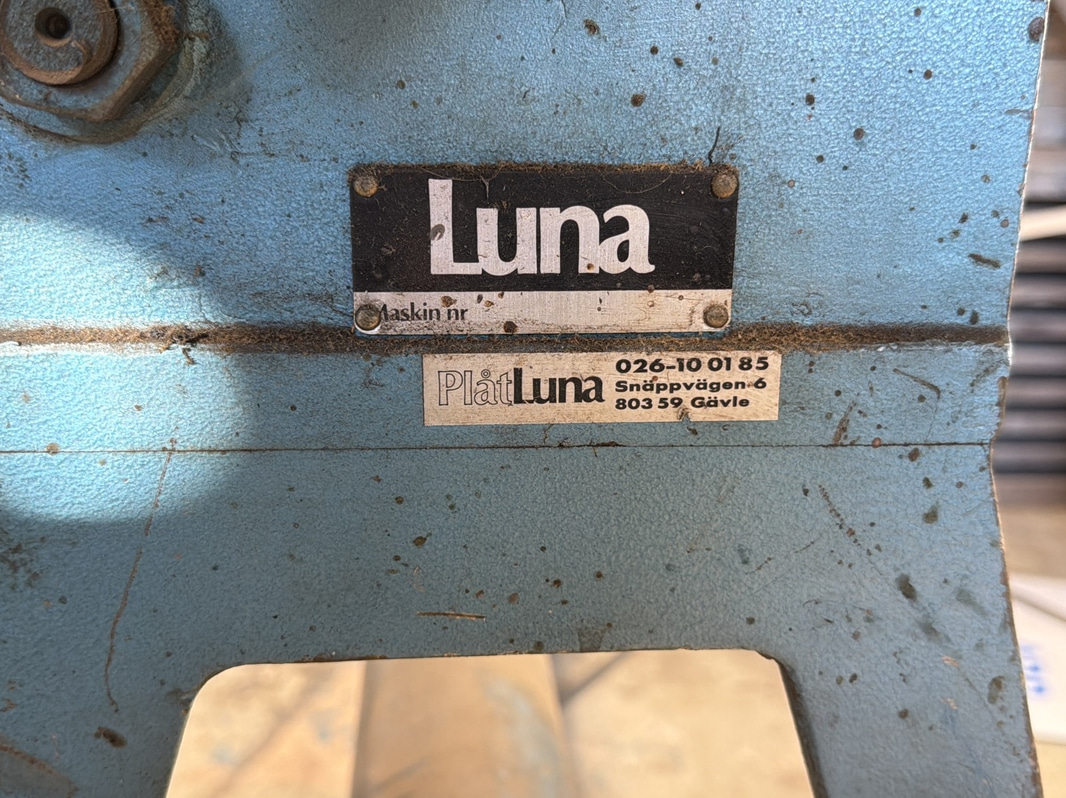 Luna
Maskin nr
PlåtLuna
026-10 01 85
Snäppvägen 6
803 59 Gävle